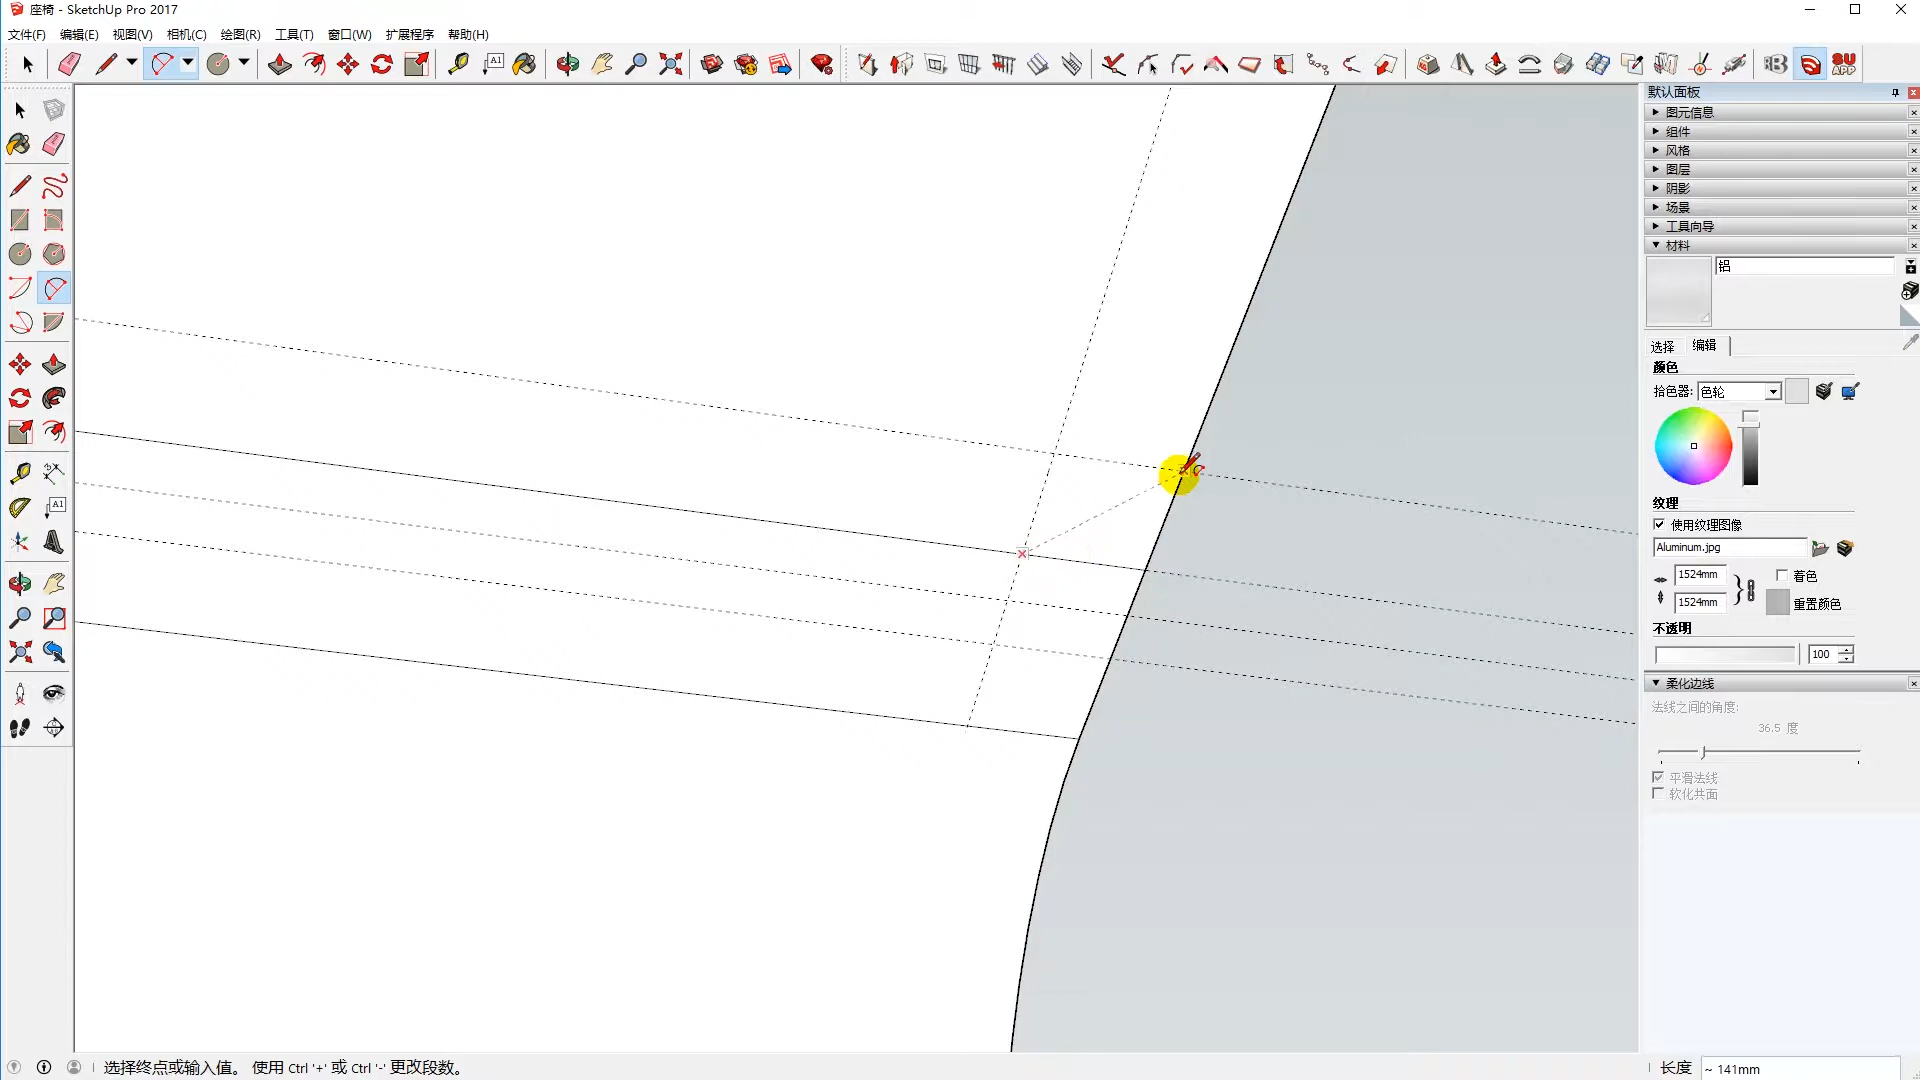 座椅 - SketchUp Pro 2017
文件(F) 编辑(E) 视图(V) 相机(C) 绘图(R) 工具(T) 窗口(W) 扩展程序 帮助(H)
A1
SU
APP
A1
默认面板
图元信息
组件
风格
图层
阴影
场景
工具向导
材料
铝
选择 编辑
颜色
拾色器: 色轮
纹理
使用纹理图像
Aluminum.jpg
1524mm
着色
1524mm
重置颜色
不透明
100
柔化边线
法线之间的角度:
36.5 度
平滑法线
软化共面
选择终点或输入值。 使用 Ctrl '+' 或 Ctrl '-' 更改段数。
长度 ~ 141mm